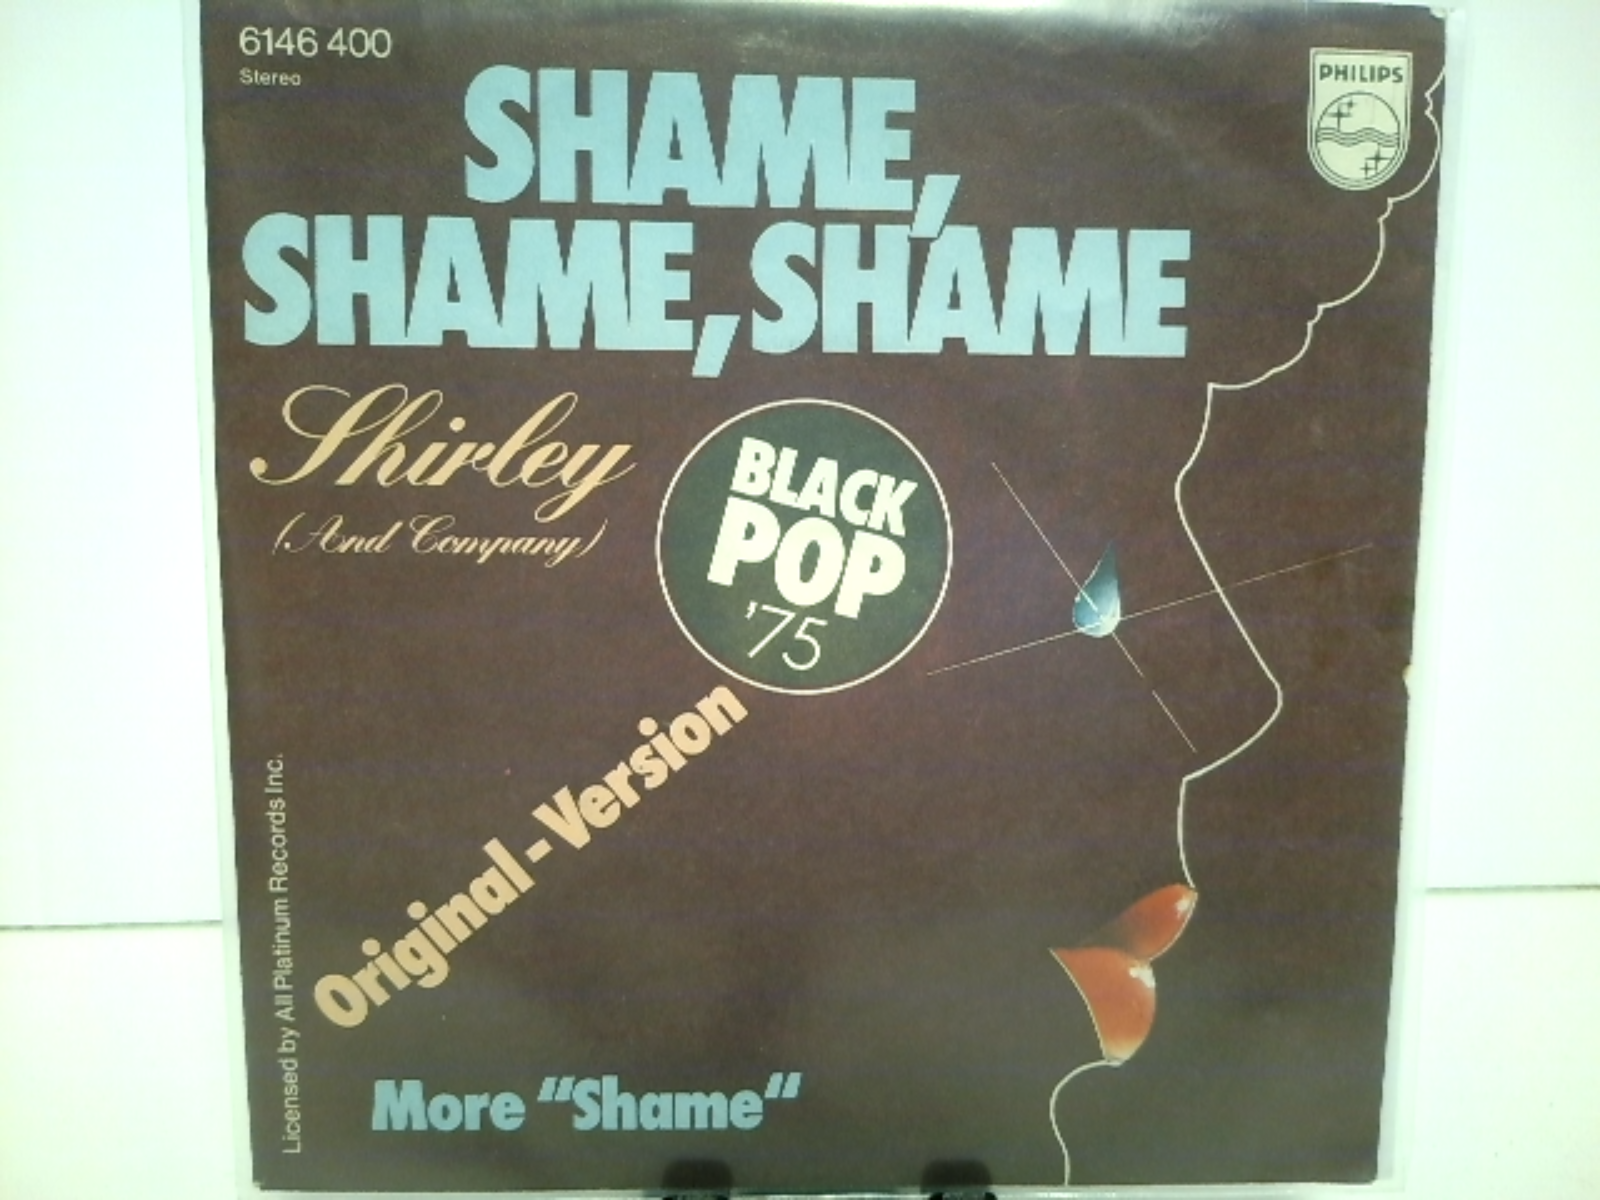 6146 400
Stereo
PHILIPS
SHAME,
SHAME, SHAME
Shirley
(And Company)
BLACK
POP
'75
Original-Version
Licensed by All Platinum Records Inc.
More “Shame“